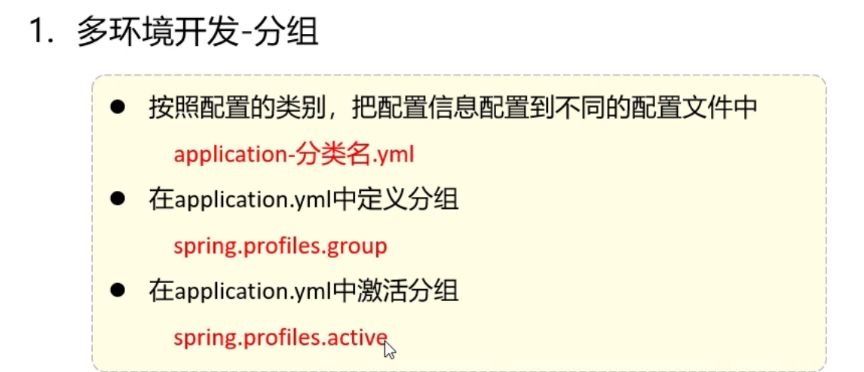 1. 多环境开发-分组
● 按照配置的类别，把配置信息配置到不同的配置文件中
application-分类名.yml
● 在application.yml中定义分组
spring.profiles.group
● 在application.yml中激活分组
spring.profiles.active